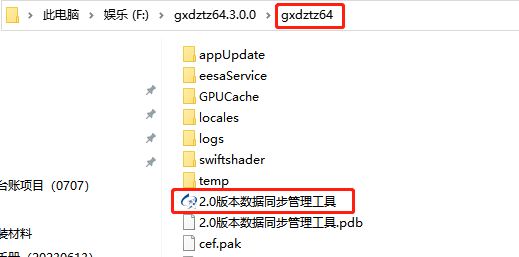 此电脑 > 娱乐 (F:) > gxdztz64.3.0.0 > gxdztz64
appUpdate
eesaService
GPUCache
locales
logs
swiftshader
台账项目（0707） temp
2.0版本数据同步管理工具
装材料 2.0版本数据同步管理工具.pdb
cef.pak